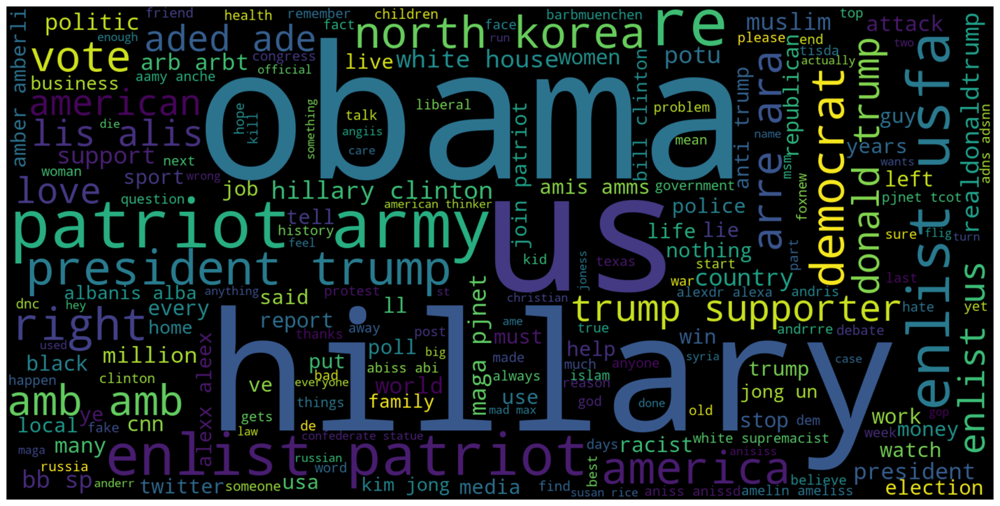 politic
friend
health
remember
children
barbmuenchen
top
enough
aded ade
fact
north korea
face
run
re
muslim
attack
please
end
two
vote
arb arbt
congress
official
live
white house
women
potu
tisda
actually
aamy anche
business
american
amber amberli
obama
hope
kill
something
talk
angiis
care
liberal
problem
mean
bill clinton
anti trump
name
republican
msm
democrat
donald trump
guy
years
wants
enlist usfa
realdonaldtrump
adns adsnn
die
lis alis
support
next
woman
sport
wrong
love
question
job
hillary clinton
american thinker
join patriot
amis amms
government
arre ara
foxnew
left
pjnet tcot
police
patriot army
tell
history
feel
us
life
lie
nothing
sure
flig
turn
kid
texas
start
part
president trump
war
country
last
albanis alba
anything
protest
st
christian
joness
alexdr alexa
andris
dnc
hey
every
said
ll
trump supporter
hate
yet
enlist us
right
home
report
away
post
ame
true
andrrre
debate
used
thanks
poll
big
maga pjnet
must
help
win
black
million
alexx aleex
hillary
put
abiss abi
made
much
anyone
syria
case
happen
clinton
ve
bad
everyone
world
always
reason
islam
trump
jong un
amb amb
things
family
use
mad max
god
done
old
gop
gets
local
ye
fake
cnn
law
de
stop
dem
work
money
many
confederate statue
days
racist
white supremacist
week
maga
enlist patriot
anisiss
watch
russia
russian
word
best
america
believe
president
bb sp
anderr
twitter
someone
usa
kim jong
media
find
susan rice
aniss anissd
amelin ameliss
election